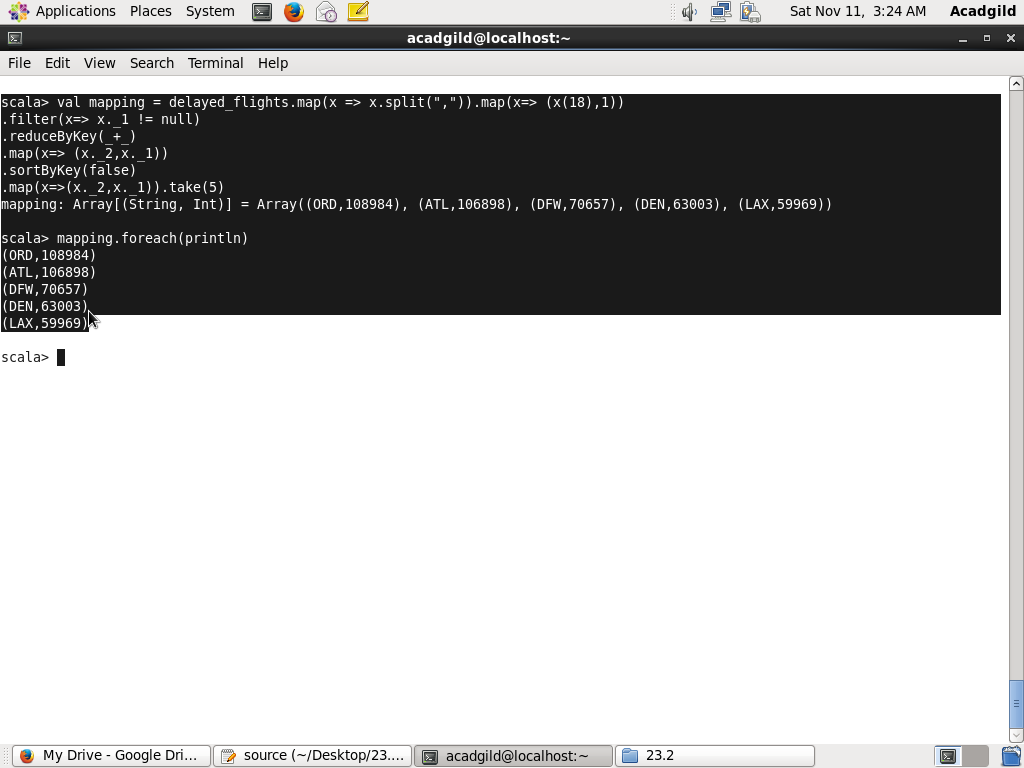 Applications Places System Sat Nov 11, 3:24 AM Acadgild
acadgild@localhost:~
File Edit View Search Terminal Help
scala> val mapping = delayed_flights.map(x => x.split(",")).map(x=> (x(18),1))
.filter(x=> x._1 != null)
.reduceByKey(_+_)
.map(x=> (x._2,x._1))
.sortByKey(false)
.map(x=>(x._2,x._1)).take(5)
mapping: Array[(String, Int)] = Array((ORD,108984), (ATL,106898), (DFW,70657), (DEN,63003), (LAX,59969))
scala> mapping.foreach(println)
(ORD,108984)
(ATL,106898)
(DFW,70657)
(DEN,63003)
(LAX,59969)
scala>
My Drive - Google Dri... source (~/Desktop/23.... acadgild@localhost:~ 23.2